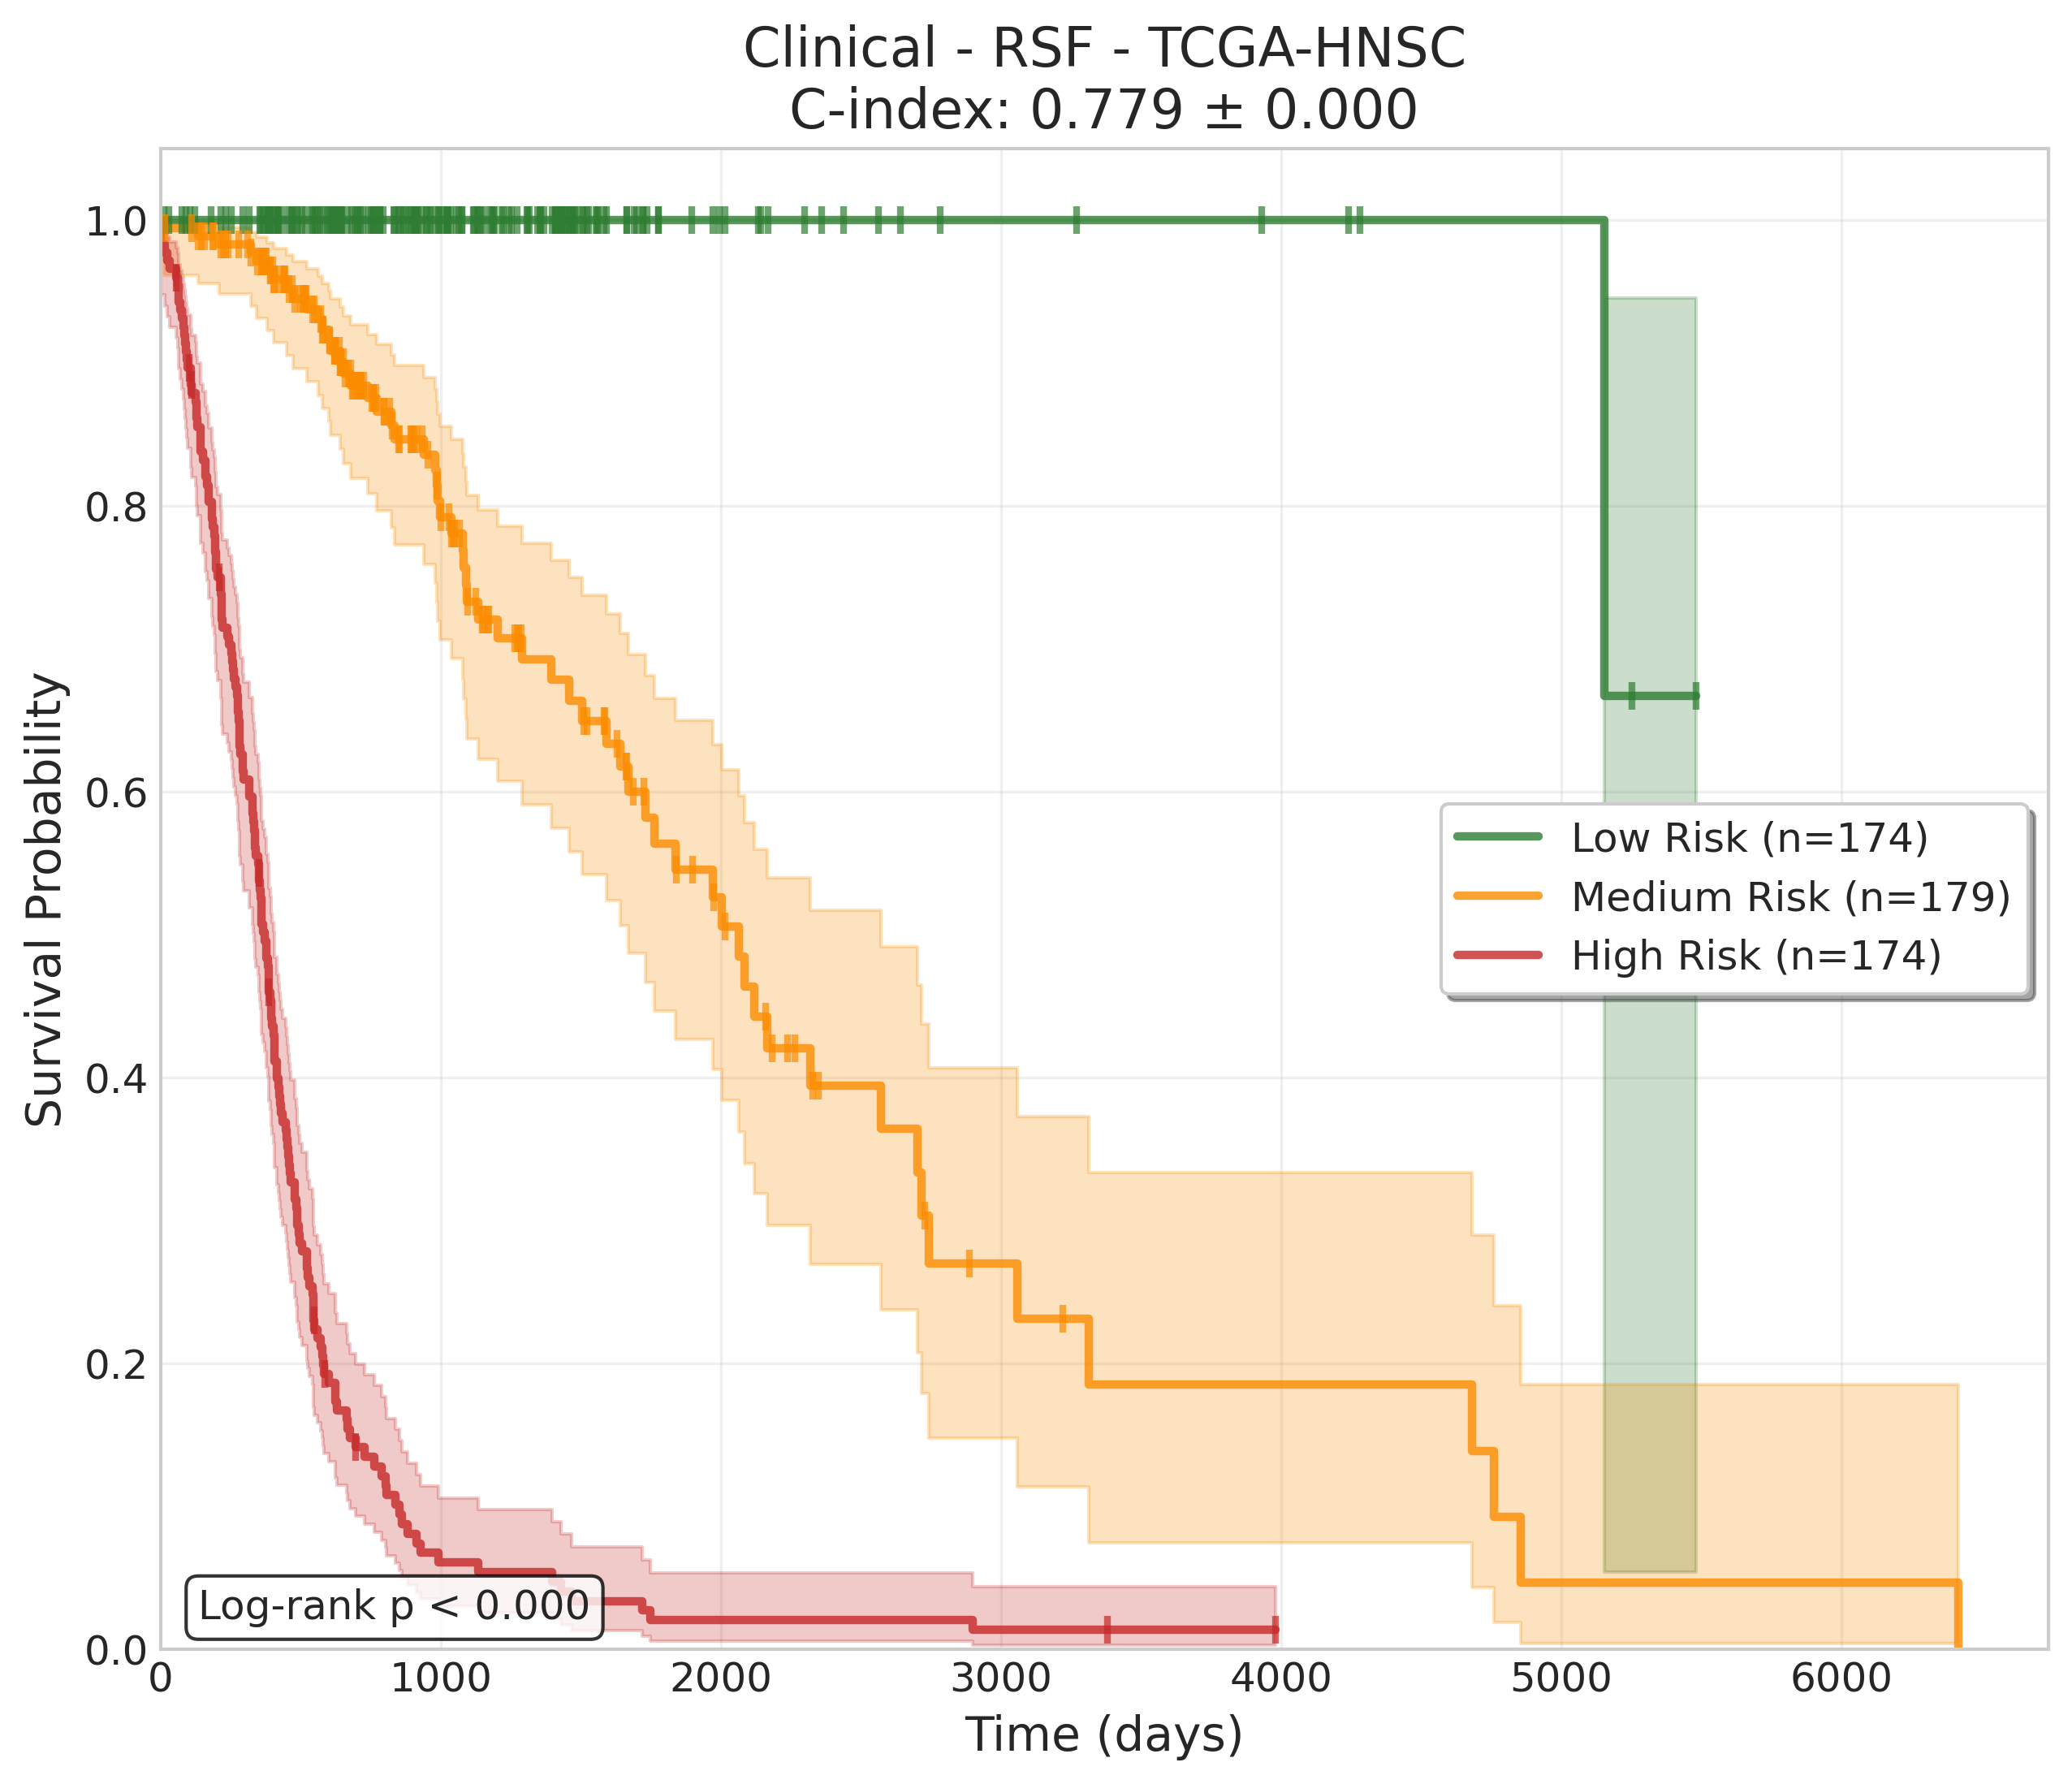 Clinical - RSF - TCGA-HNSC
C-index: 0.779 ± 0.000
Survival Probability
1.0
0.8
0.6
0.4
0.2
0.0
Low Risk (n=174)
Medium Risk (n=179)
High Risk (n=174)
Log-rank p < 0.000
0 1000 2000 3000 4000 5000 6000
Time (days)